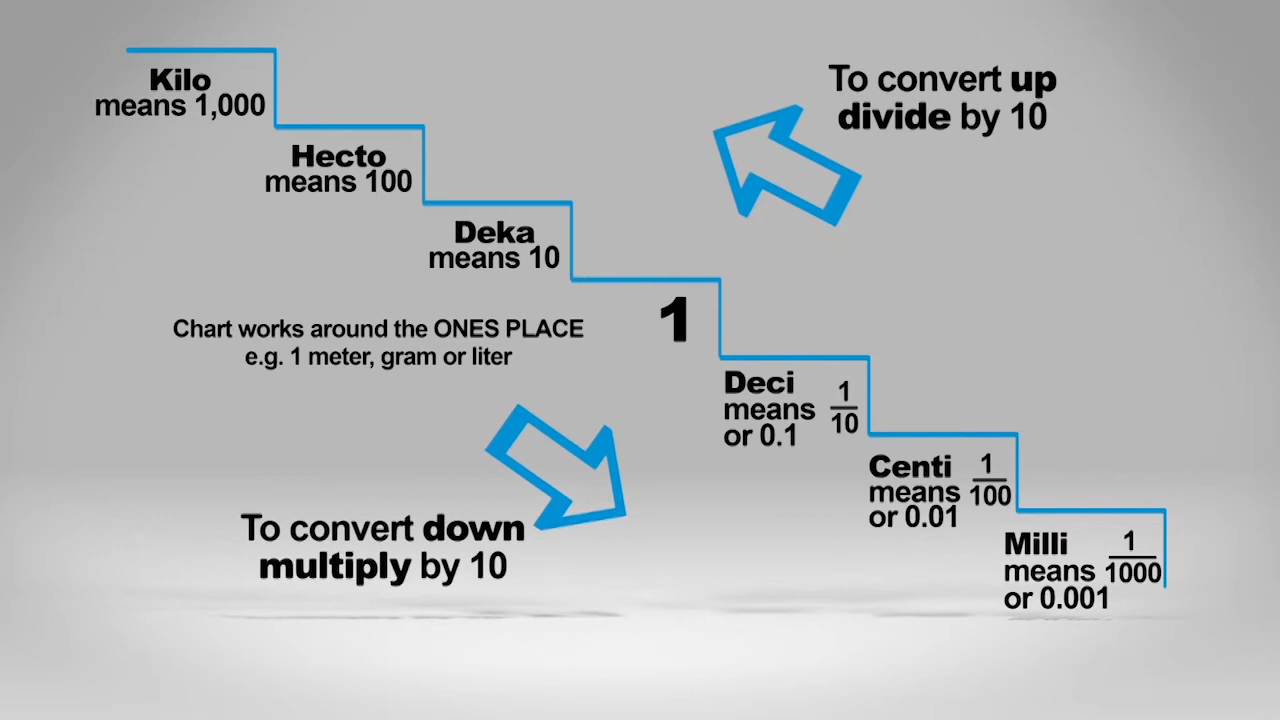 Kilo
means 1,000
To convert up
divide by 10
Hecto
means 100
Deka
means 10
1
Chart works around the ONES PLACE
e.g. 1 meter, gram or liter
Deci
means 1/10
or 0.1
Centi
means 1/100
or 0.01
To convert down
multiply by 10
Milli
means 1/1000
or 0.001